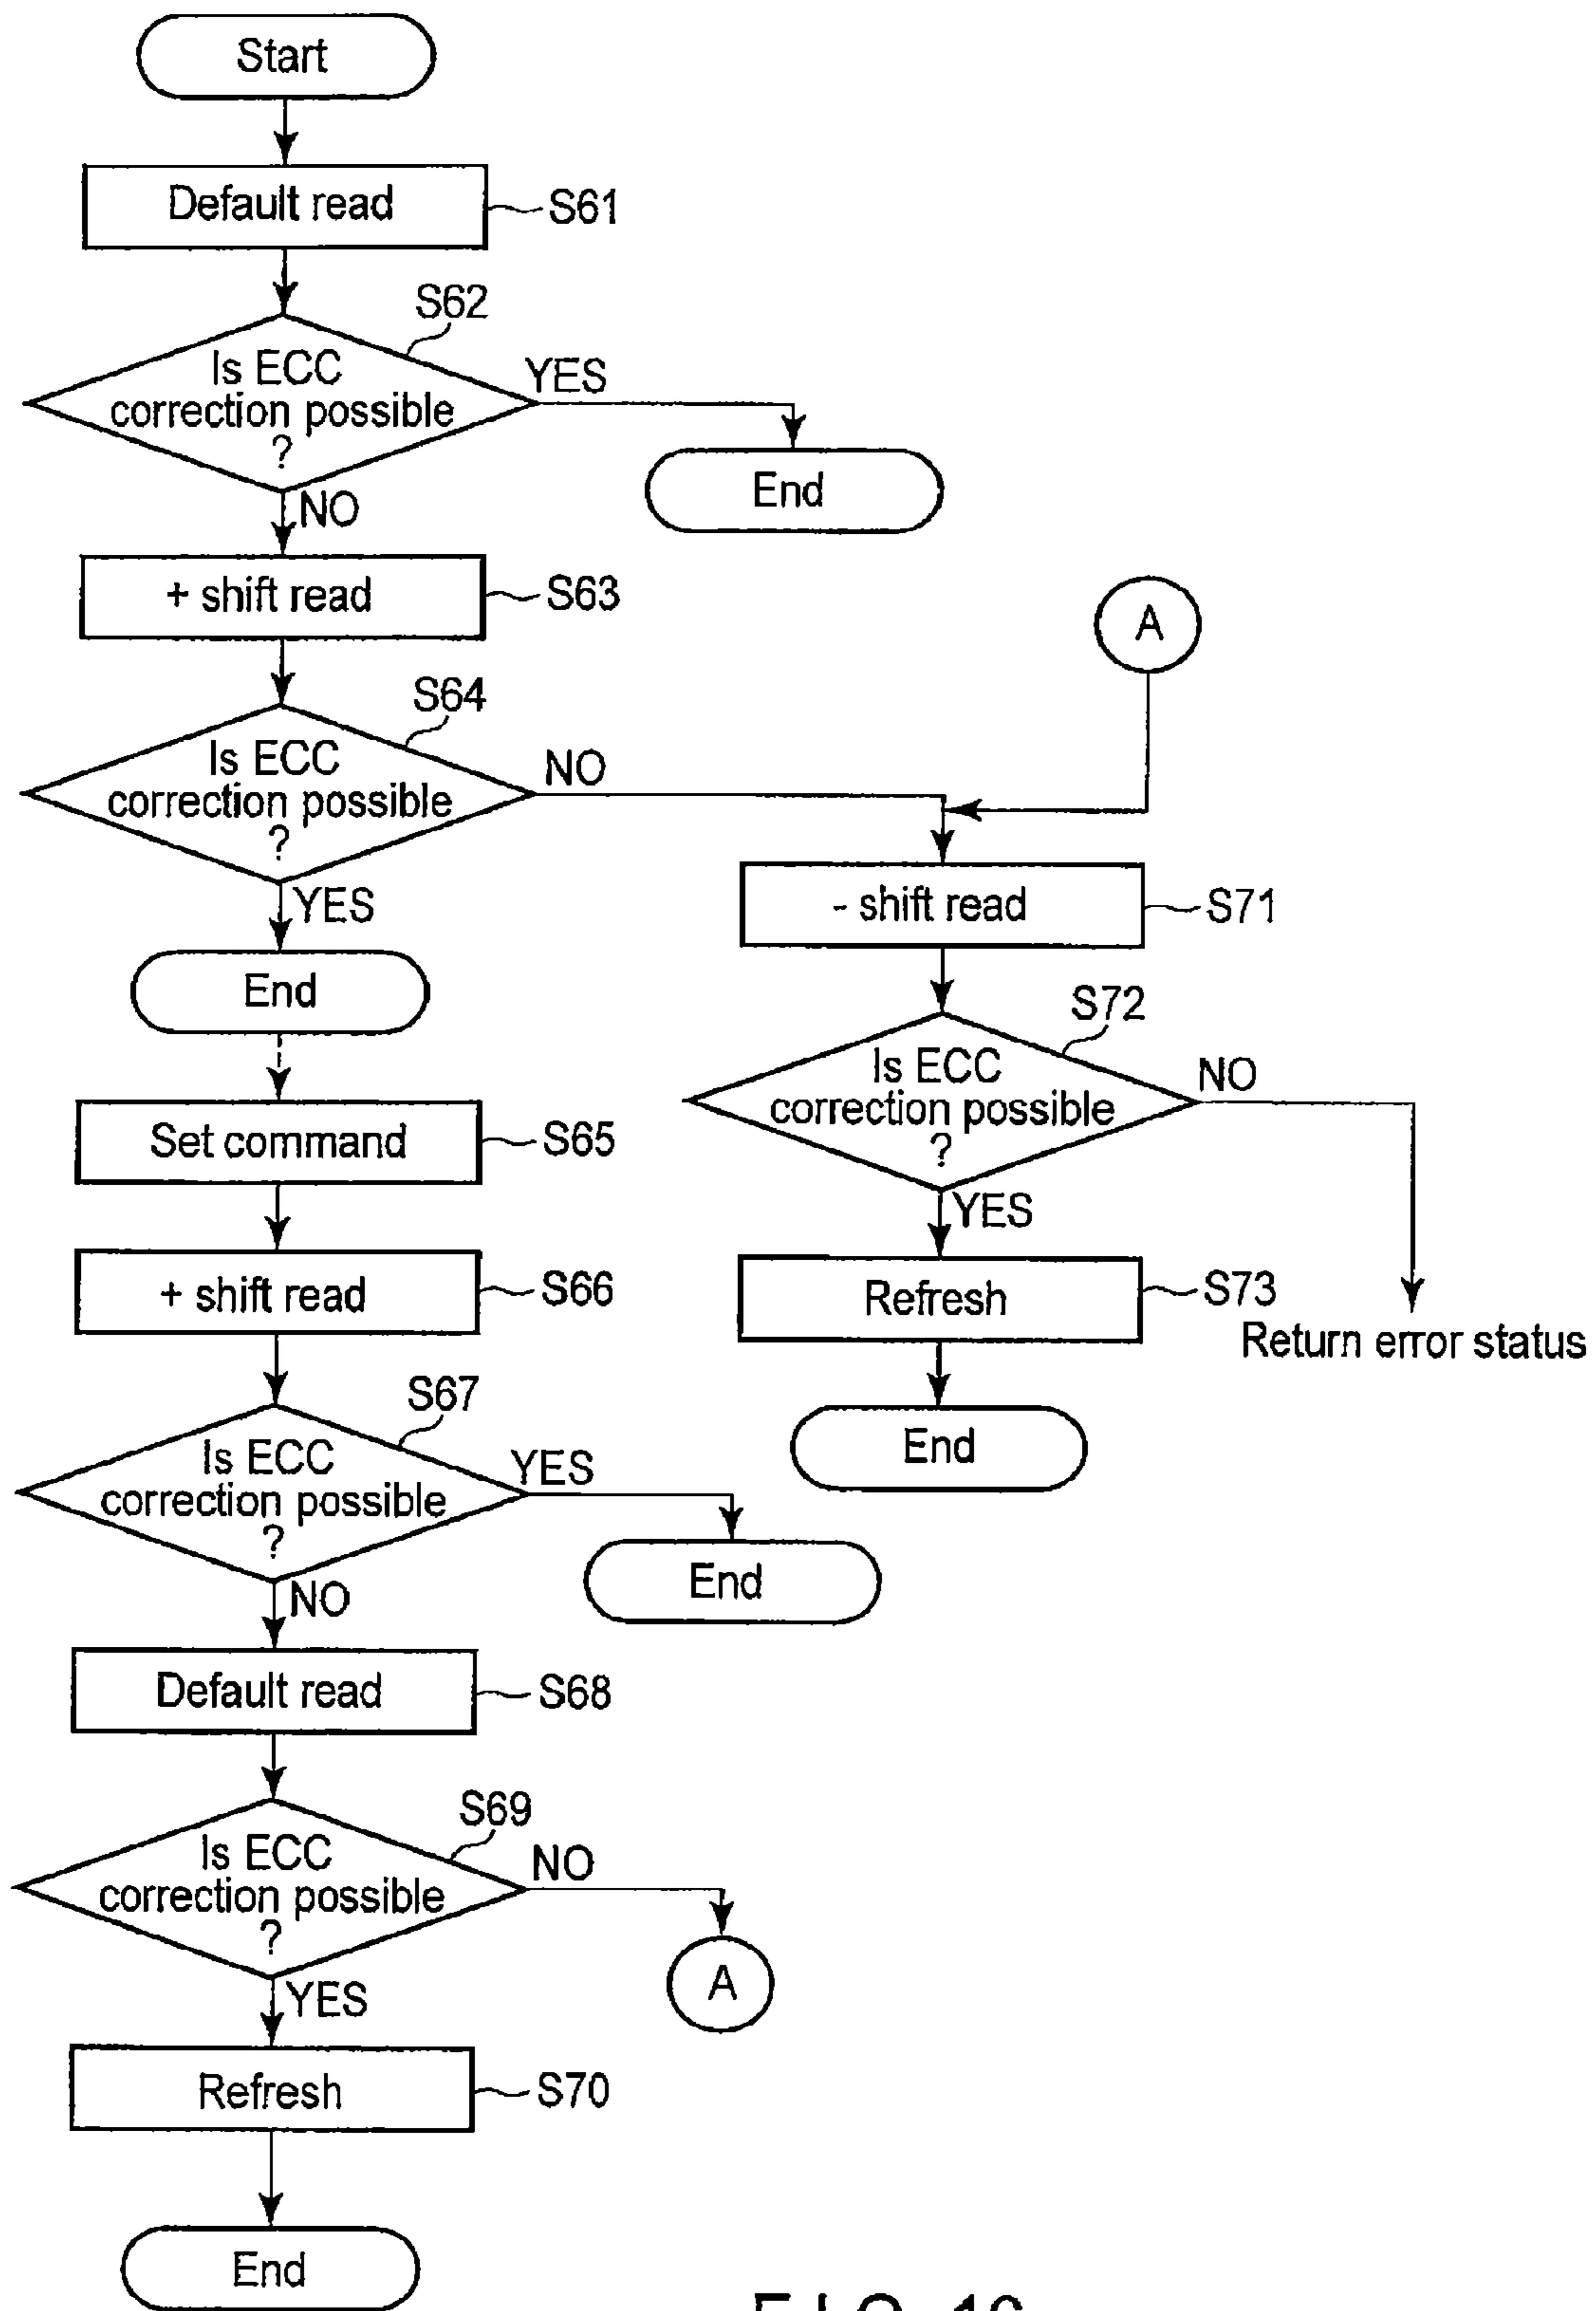 Start
Default read
S61
S62
Is ECC
correction possible
?
YES
End
NO
+ shift read
S63
A
S64
Is ECC
correction possible
?
NO
YES
End
- shift read
S71
S72
Is ECC
correction possible
?
NO
YES
Set command
S65
+ shift read
S66
Refresh
S73
Return error status
End
S67
Is ECC
correction possible
?
YES
End
NO
Default read
S68
S69
Is ECC
correction possible
?
NO
A
YES
Refresh
S70
End